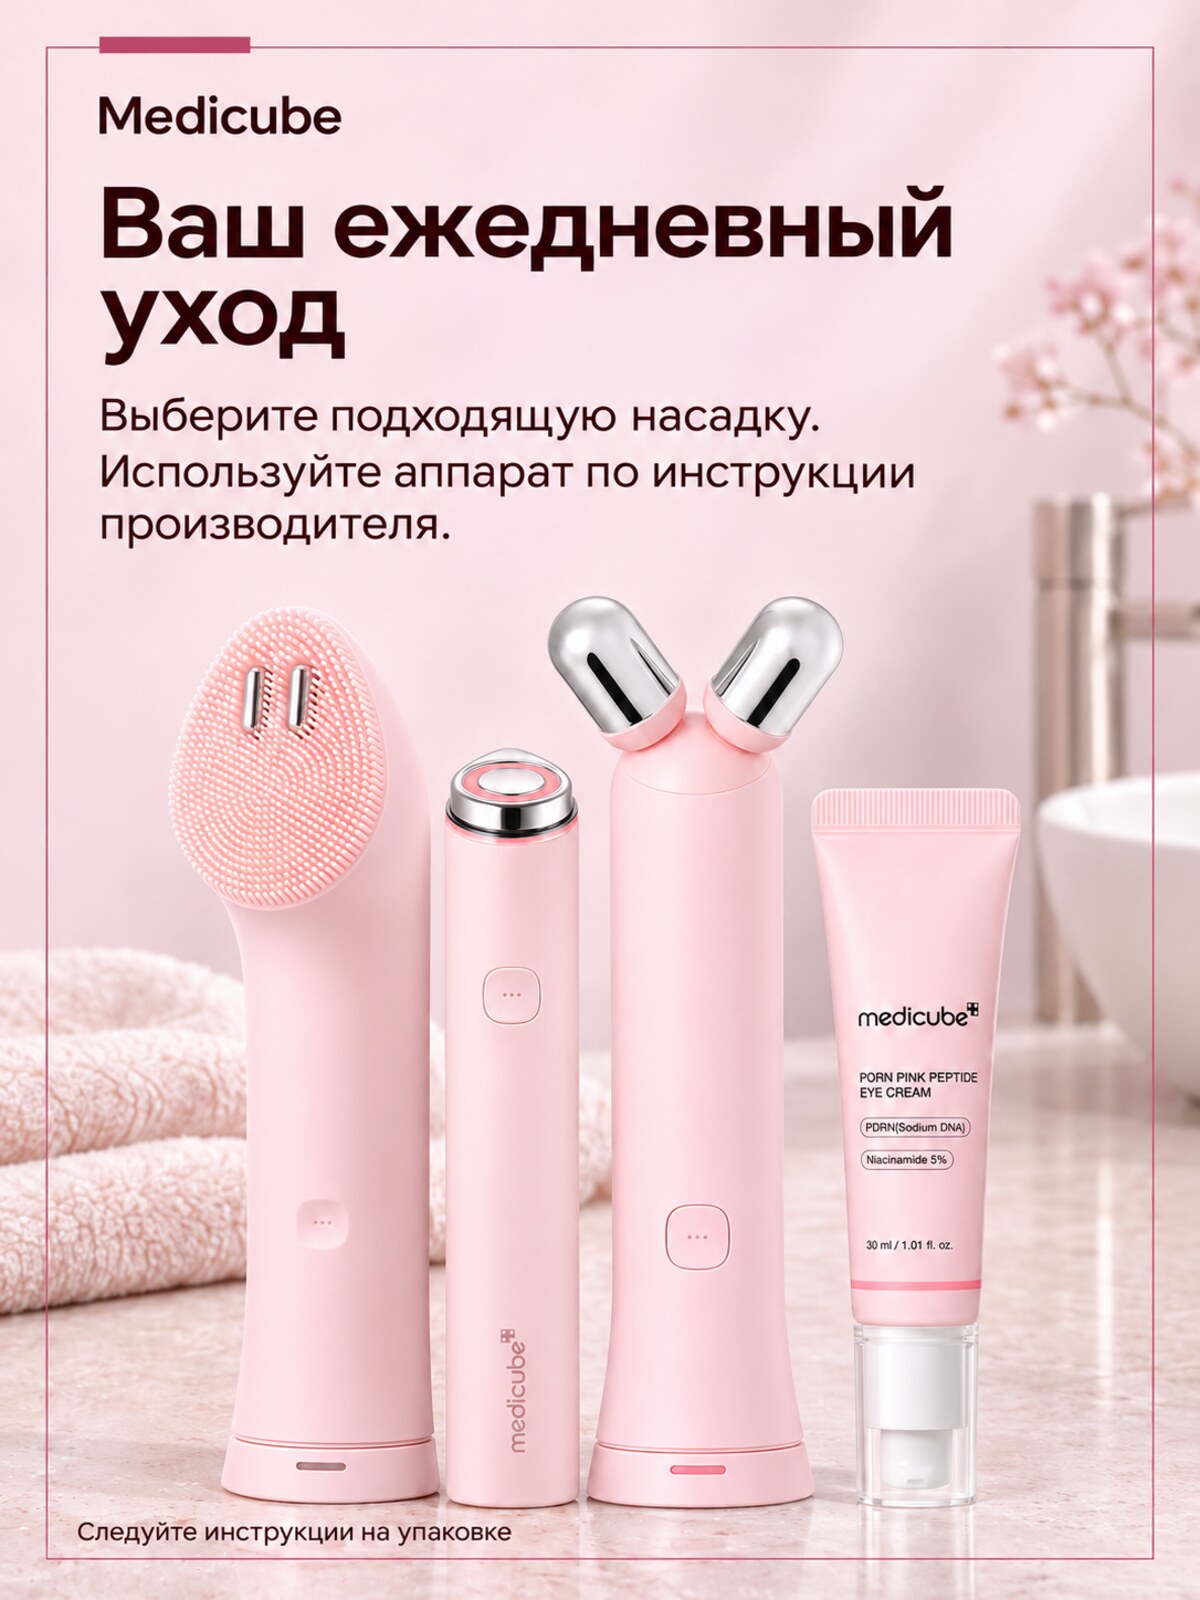 Medicube
Ваш ежедневный
уход
Выберите подходящую насадку.
Используйте аппарат по инструкции
производителя.
medicube
PORN PINK PEPTIDE
EYE CREAM
PDRN(Sodium DNA)
Niacinamide 5%
30 ml / 1.01 fl. oz.
medicube
Следуйте инструкции на упаковке